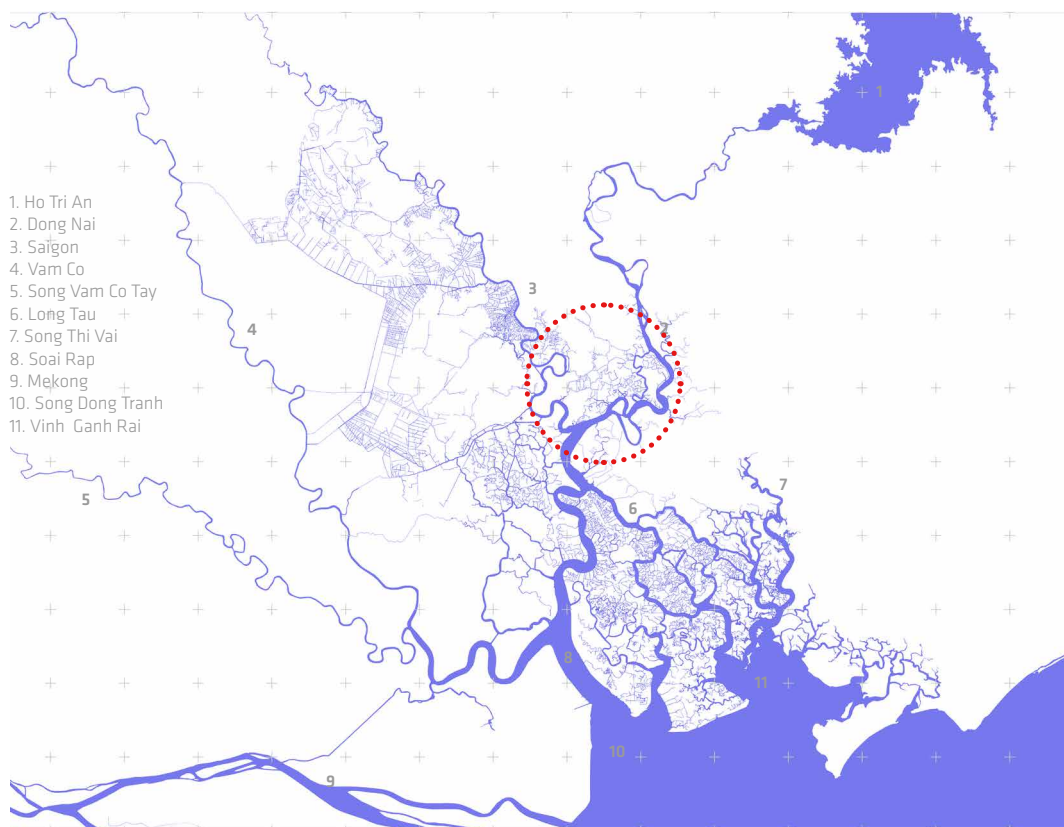 1. Ho Tri An
2. Dong Nai
3. Saigon
4. Vam Co
5. Song Vam Co Tay
6. Long Tau
7. Song Thi Vai
8. Soai Rap
9. Mekong
10. Song Dong Tranh
11. Vinh Ganh Rai
1
3
2
4
7
5
6
8
11
10
9